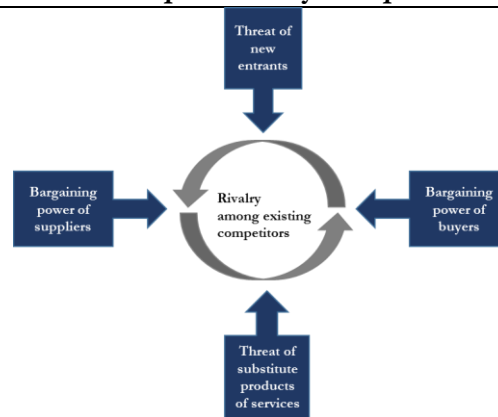 Threat of
new
entrants
Bargaining
power of
suppliers
Rivalry
among existing
competitors
Bargaining
power of
buyers
Threat of
substitute
products
of services